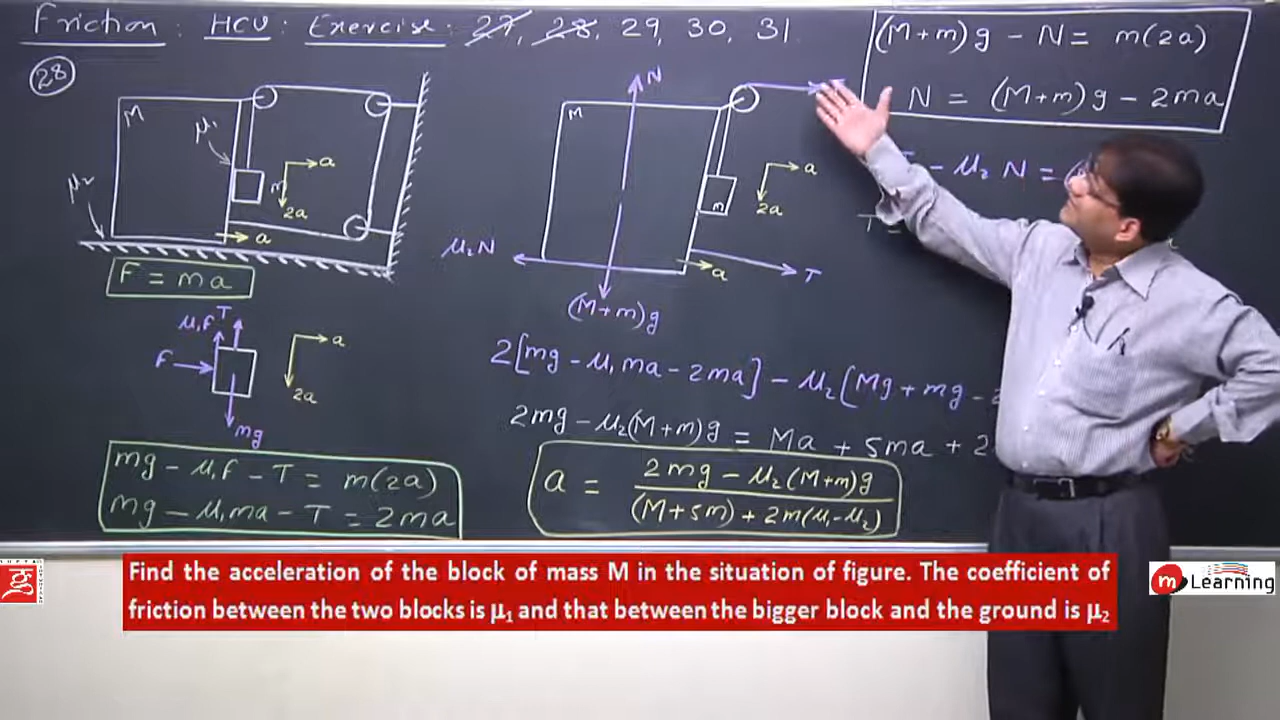 Friction : HCV : Exercise : 27, 28, 29, 30, 31
(M+m)g - N = m(2a)
N = (M+m)g - 2ma
- μ₂ N =
T =
28
M
μ₁
μ₂
m
a
2a
a
F = ma
μ₁F
T
F
mg
a
2a
mg - μ₁F - T = m(2a)
mg - μ₁ma - T = 2ma
N
M
m
a
2a
μ₂N
a
T
(M+m)g
2[mg - μ₁ma - 2ma] - μ₂[Mg + mg -
2mg - μ₂(M+m)g = Ma + 5ma + 2
a = 2mg - μ₂(M+m)g
(M+5m) + 2m(μ₁-μ₂)
Find the acceleration of the block of mass M in the situation of figure. The coefficient of
friction between the two blocks is μ₁ and that between the bigger block and the ground is μ₂
m Learning